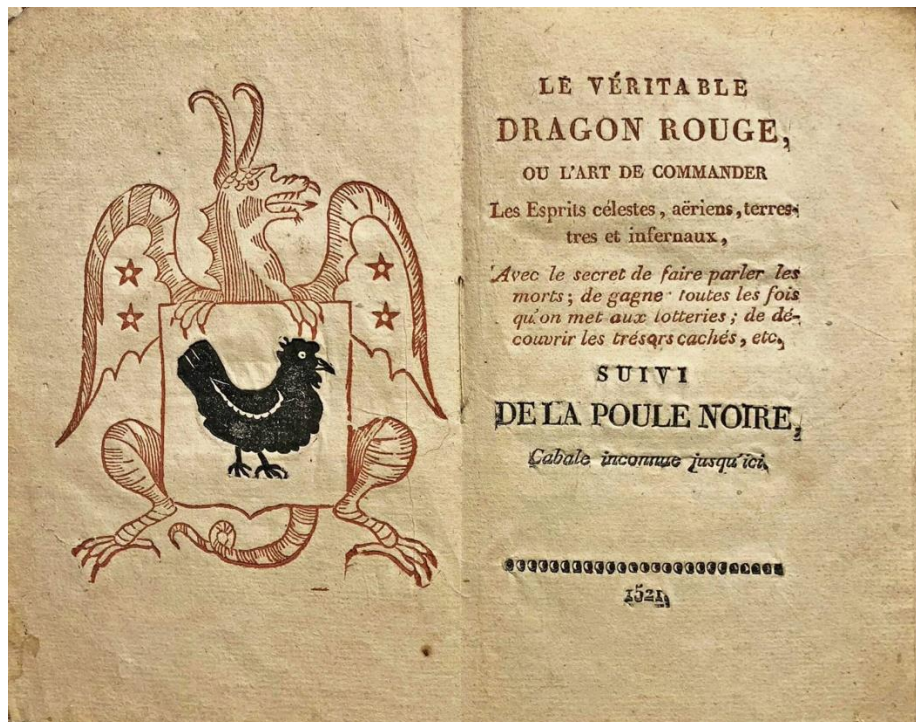 LE VÉRITABLE
DRAGON ROUGE,
OU L'ART DE COMMANDER
Les Esprits célestes, aëriens, terres-
tres et infernaux,
Avec le secret de faire parler les
morts; de gagne toutes les fois
qu'on met aux lotteries; de dé-
couvrir les trésors cachés, etc.
SUIVI
DE LA POULE NOIRE,
Cabale inconnue jusqu'ici.
1521,